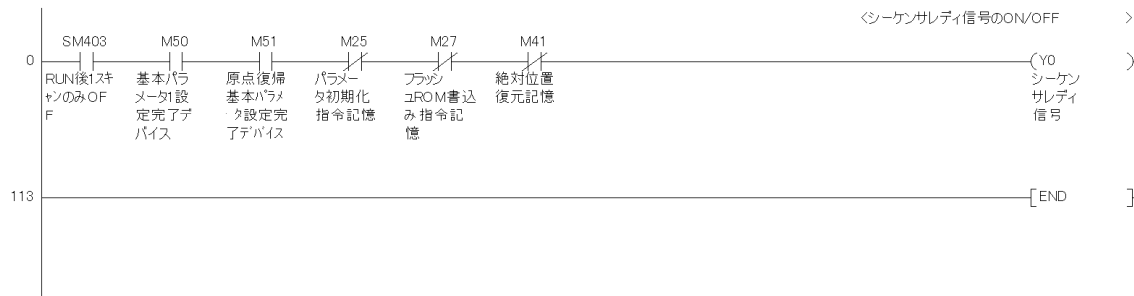 <シーケンサレディ信号のON/OFF >
SM403 M50 M51 M25 M27 M41
0 (Y0 )
RUN後1スキャンのみOFF
基本パラメータ1設定完了デバイス
原点復帰基本パラメータ設定完了デバイス
パラメータ初期化指令記憶
フラッシュROM書込み指令記憶
絶対位置復元記憶
シーケンサレディ信号
113 [END ]